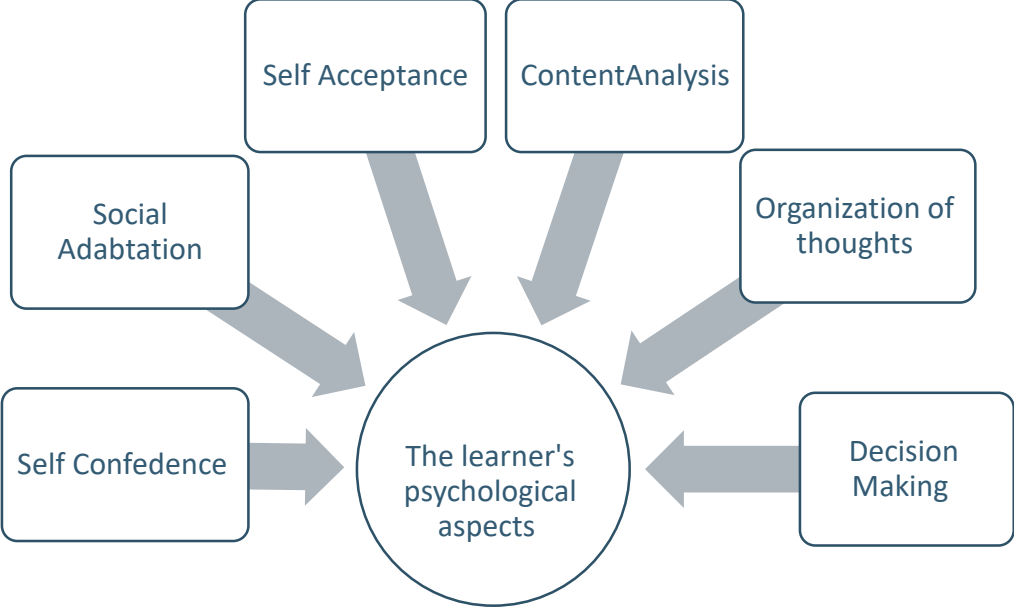 Self Acceptance
ContentAnalysis
Social
Adabtation
Organization of
thoughts
Self Confedence
The learner's
psychological
aspects
Decision
Making